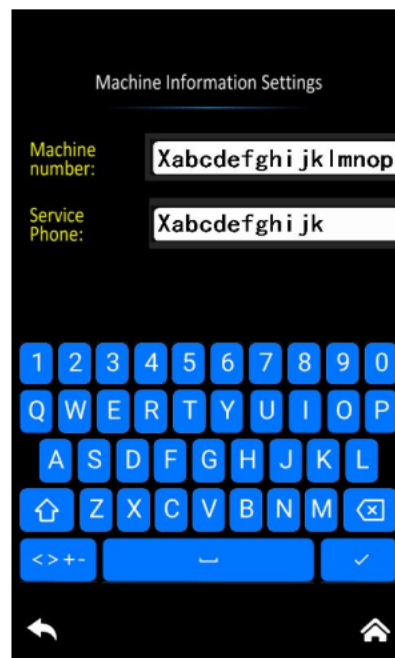 Machine Information Settings
Machine
number:
Xabcdefghijklmnop
Service
Phone:
Xabcdefghijk
1 2 3 4 5 6 7 8 9 0
Q W E R T Y U I O P
A S D F G H J K L
Z X C V B N M
<>+-